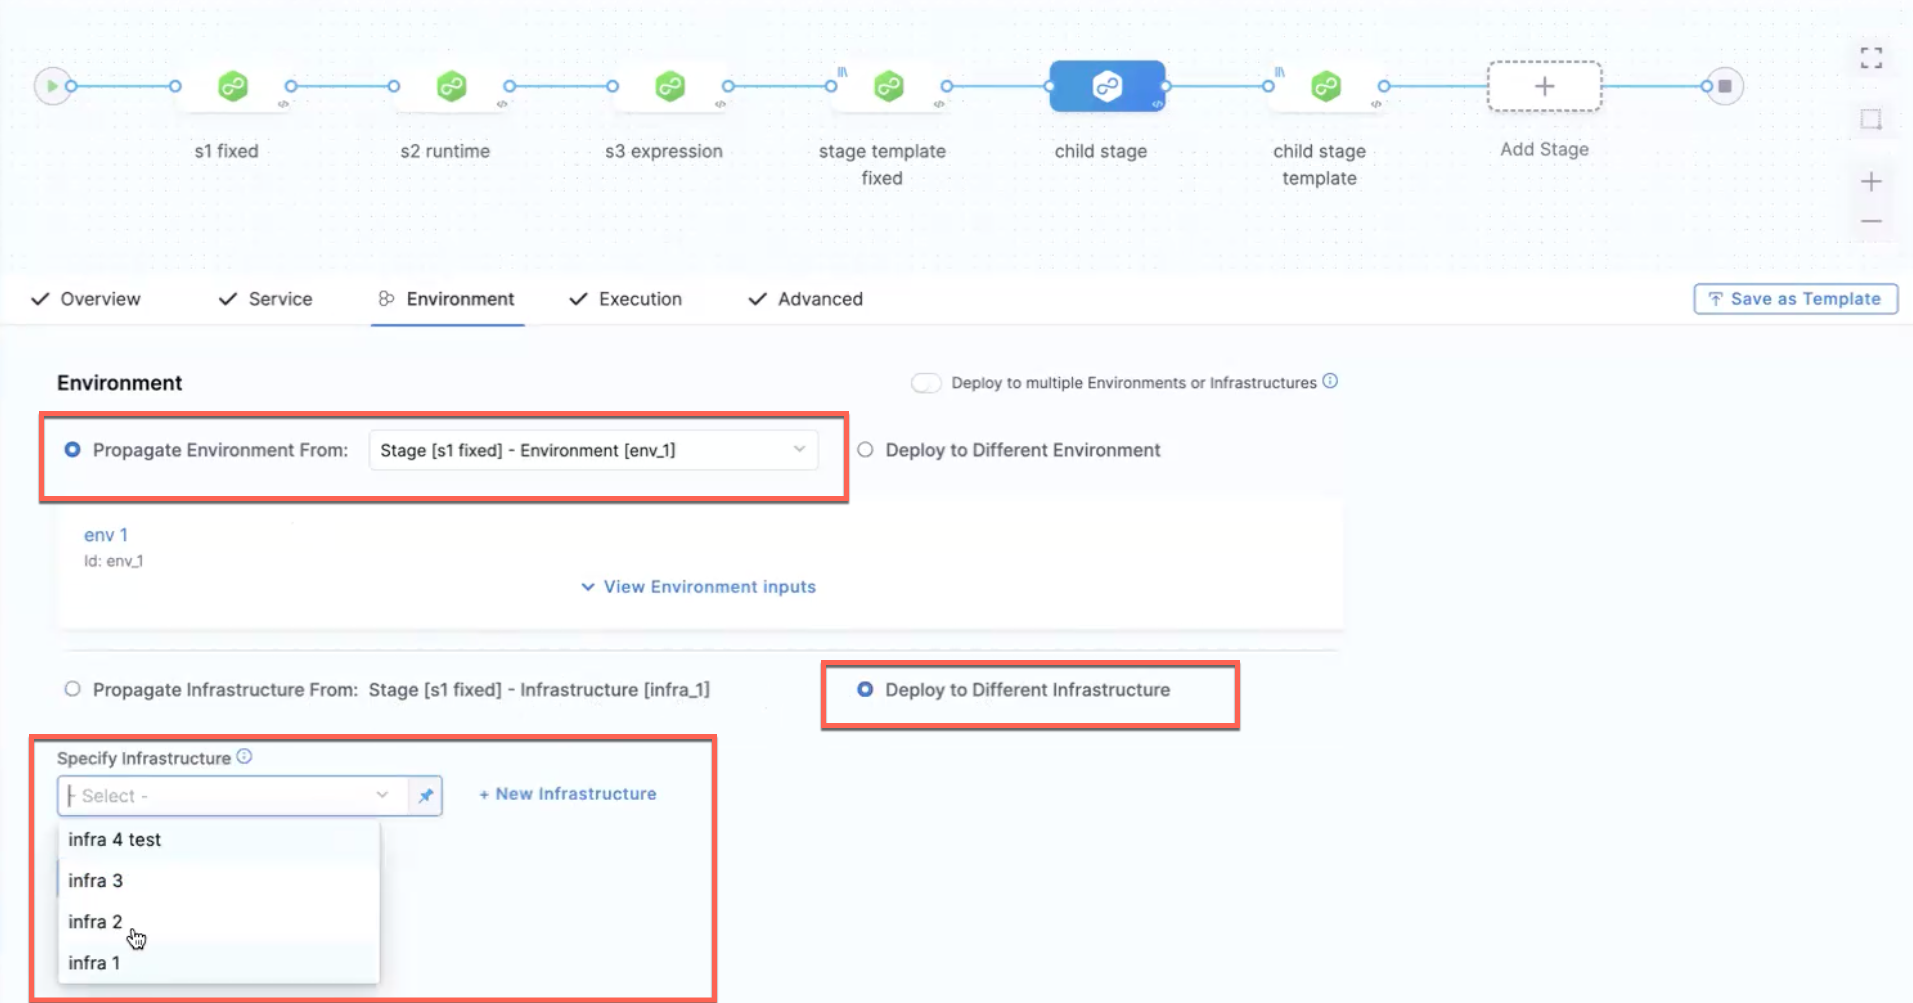 s1 fixed
s2 runtime
s3 expression
stage template
fixed
child stage
child stage
template
Add Stage
Overview
Service
Environment
Execution
Advanced
Save as Template
Environment
Deploy to multiple Environments or Infrastructures
Propagate Environment From:
Stage [s1 fixed] - Environment [env_1]
Deploy to Different Environment
env 1
Id: env_1
View Environment inputs
Propagate Infrastructure From: Stage [s1 fixed] - Infrastructure [infra_1]
Deploy to Different Infrastructure
Specify Infrastructure
- Select -
+ New Infrastructure
infra 4 test
infra 3
infra 2
infra 1